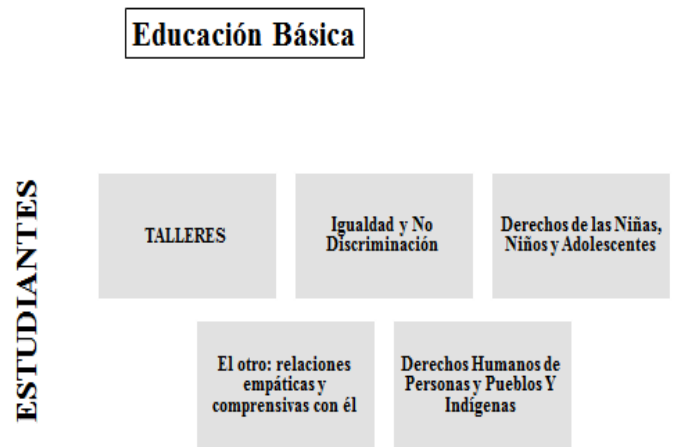 Educación Básica
ESTUDIANTES
TALLERES
Igualdad y No
Discriminación
Derechos de las Niñas,
Niños y Adolescentes
El otro: relaciones
empáticas y
comprensivas con él
Derechos Humanos de
Personas y Pueblos Y
Indígenas